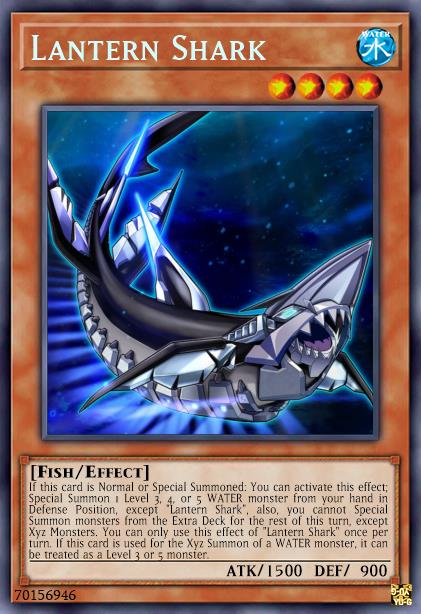 Lantern Shark
WATER
水
[Fish/Effect]
If this card is Normal or Special Summoned: You can activate this effect;
Special Summon 1 Level 3, 4, or 5 WATER monster from your hand in
Defense Position, except "Lantern Shark", also, you cannot Special
Summon monsters from the Extra Deck for the rest of this turn, except
Xyz Monsters. You can only use this effect of "Lantern Shark" once per
turn. If this card is used for the Xyz Summon of a WATER monster, it can
be treated as a Level 3 or 5 monster.
ATK/1500 DEF/ 900
70156946